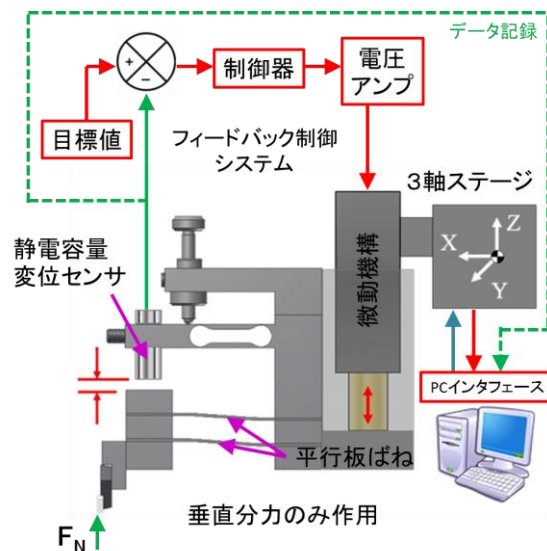 データ記録
+
−
制御器
電圧
アンプ
目標値
フィードバック制御
システム
3軸ステージ
静電容量
変位センサ
微動機構
X
Z
Y
PCインタフェース
平行板ばね
垂直分力のみ作用
FN